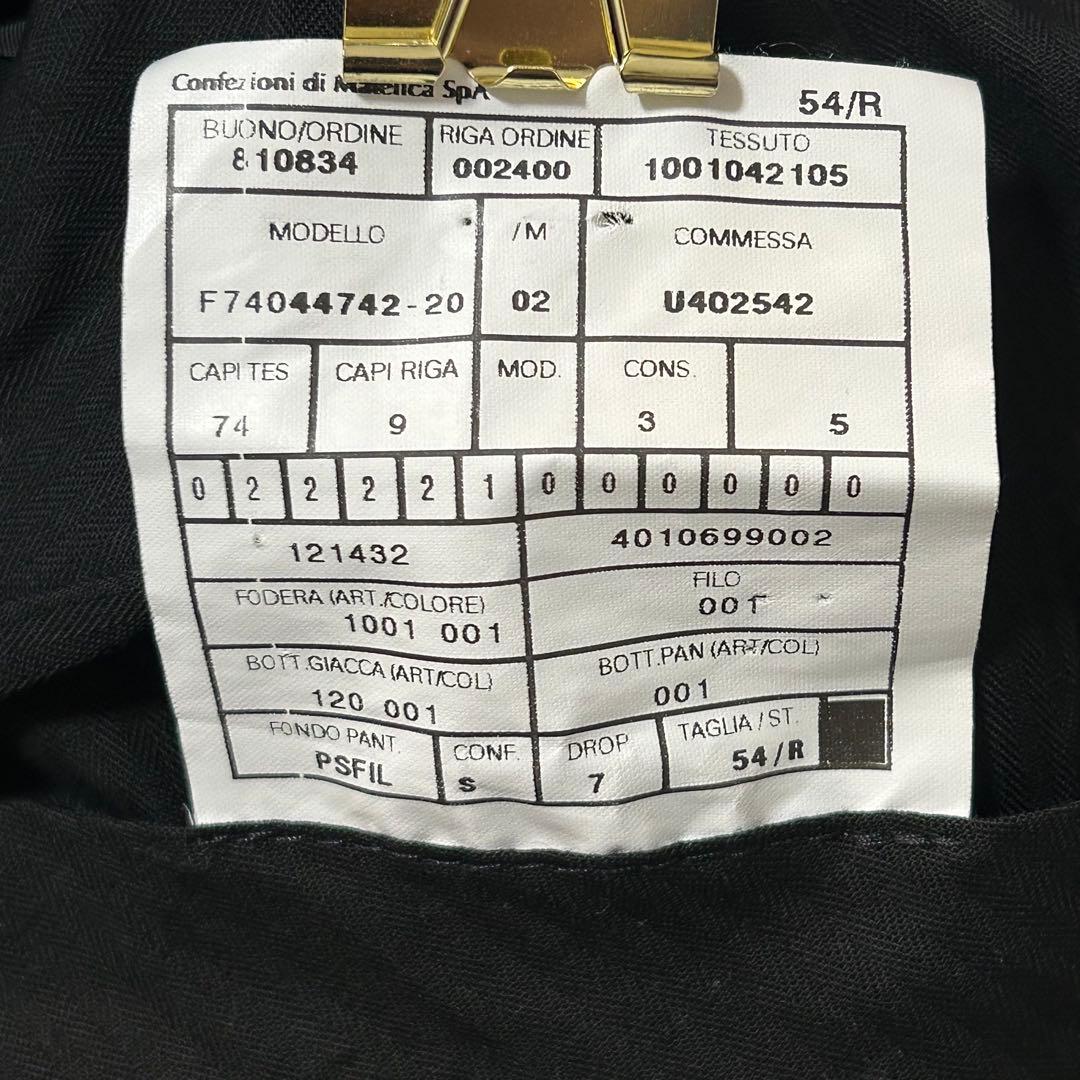 Confezioni di Matelica SpA
54/R
BUONO/ORDINE RIGA ORDINE TESSUTO
810834 002400 1001042105
MODELLO /M COMMESSA
F74044742-20 02 U402542
CAPI TES CAPI RIGA MOD. CONS.
74 9 3 5
0 2 2 2 2 1 0 0 0 0 0 0
121432 4010699002
FODERA (ART./COLORE) FILO
1001 001 001
BOTT.GIACCA (ART/COL) BOTT.PAN (ART/COL)
120 001 001
FONDO PANT. CONF. DROP TAGLIA / ST.
PSFIL S 7 54/R